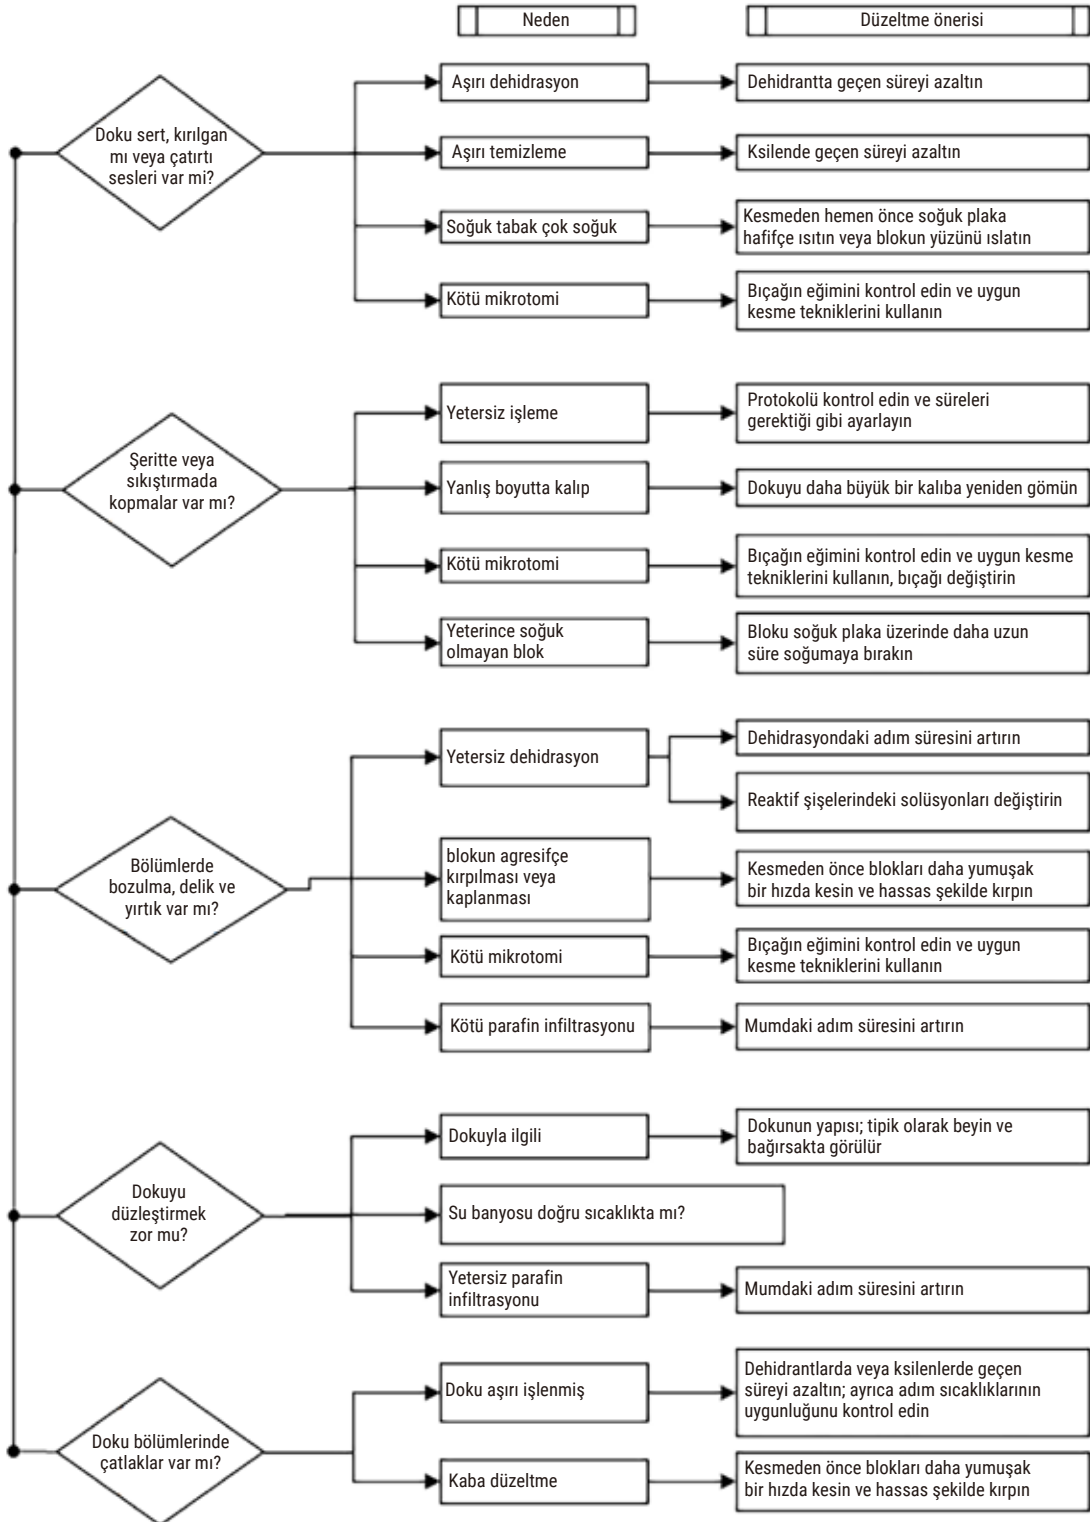 Neden
Düzeltme önerisi
Doku sert, kırılgan
mı veya çatırtı
sesleri var mi?
Aşırı dehidrasyon
Dehidrantta geçen süreyi azaltın
Aşırı temizleme
Ksilende geçen süreyi azaltın
Soğuk tabak çok soğuk
Kesmeden hemen önce soğuk plaka
hafifçe ısıtın veya blokun yüzünü ıslatın
Kötü mikrotomi
Bıçağın eğimini kontrol edin ve uygun
kesme tekniklerini kullanın
Şeritte veya
sıkıştırmada
kopmalar var mı?
Yetersiz işleme
Protokolü kontrol edin ve süreleri
gerektiği gibi ayarlayın
Yanlış boyutta kalıp
Dokuyu daha büyük bir kalıba yeniden gömün
Kötü mikrotomi
Bıçağın eğimini kontrol edin ve uygun kesme
tekniklerini kullanın, bıçağı değiştirin
Yeterince soğuk
olmayan blok
Bloku soğuk plaka üzerinde daha uzun
süre soğumaya bırakın
Bölümlerde
bozulma, delik ve
yırtık var mı?
Yetersiz dehidrasyon
Dehidrasyondaki adım süresini artırın
Reaktif şişelerindeki solüsyonları değiştirin
blokun agresifçe
kırpılması veya
kaplanması
Kesmeden önce blokları daha yumuşak
bir hızda kesin ve hassas şekilde kırpın
Kötü mikrotomi
Bıçağın eğimini kontrol edin ve uygun
kesme tekniklerini kullanın
Kötü parafin infiltrasyonu
Mumdaki adım süresini artırın
Dokuyu
düzleştirmek
zor mu?
Dokuyla ilgili
Dokunun yapısı; tipik olarak beyin ve
bağırsakta görülür
Su banyosu doğru sıcaklıkta mı?
Yetersiz parafin
infiltrasyonu
Mumdaki adım süresini artırın
Doku bölümlerinde
çatlaklar var mı?
Doku aşırı işlenmiş
Dehidrantlarda veya ksilenlerde geçen
süreyi azaltın; ayrıca adım sıcaklıklarının
uygunluğunu kontrol edin
Kaba düzeltme
Kesmeden önce blokları daha yumuşak
bir hızda kesin ve hassas şekilde kırpın